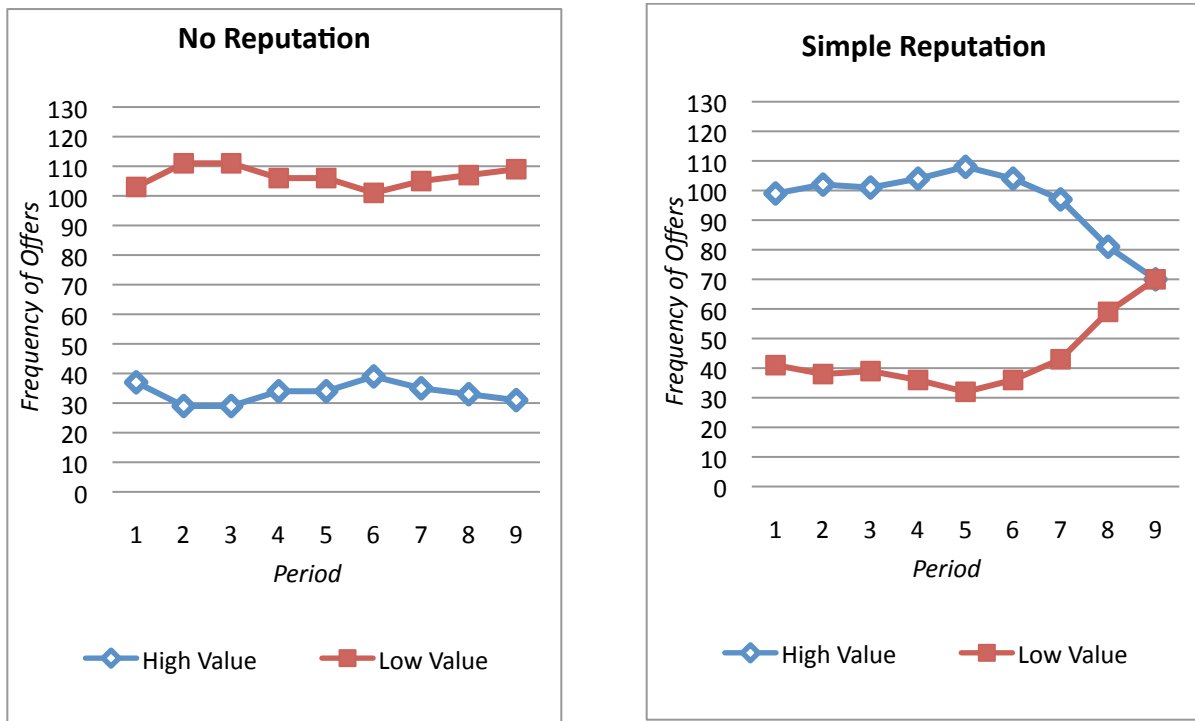 No Reputation
130
120
110
100
90
80
70
60
50
40
30
20
10
0
Frequency of Offers
1 2 3 4 5 6 7 8 9
Period
High Value Low Value
Simple Reputation
130
120
110
100
90
80
70
60
50
40
30
20
10
0
Frequency of Offers
1 2 3 4 5 6 7 8 9
Period
High Value Low Value